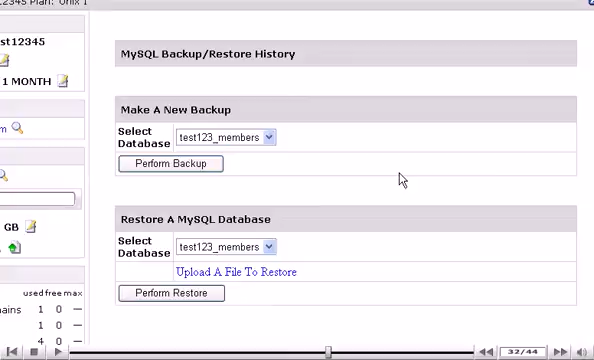 12345 Plan: Unix 1
st12345
1 MONTH
m
GB
used free max
ains 1 0 —
1 0
4 0 —
MySQL Backup/Restore History
Make A New Backup
Select Database test123_members
Perform Backup
Restore A MySQL Database
Select Database test123_members
Upload A File To Restore
Perform Restore
32/44